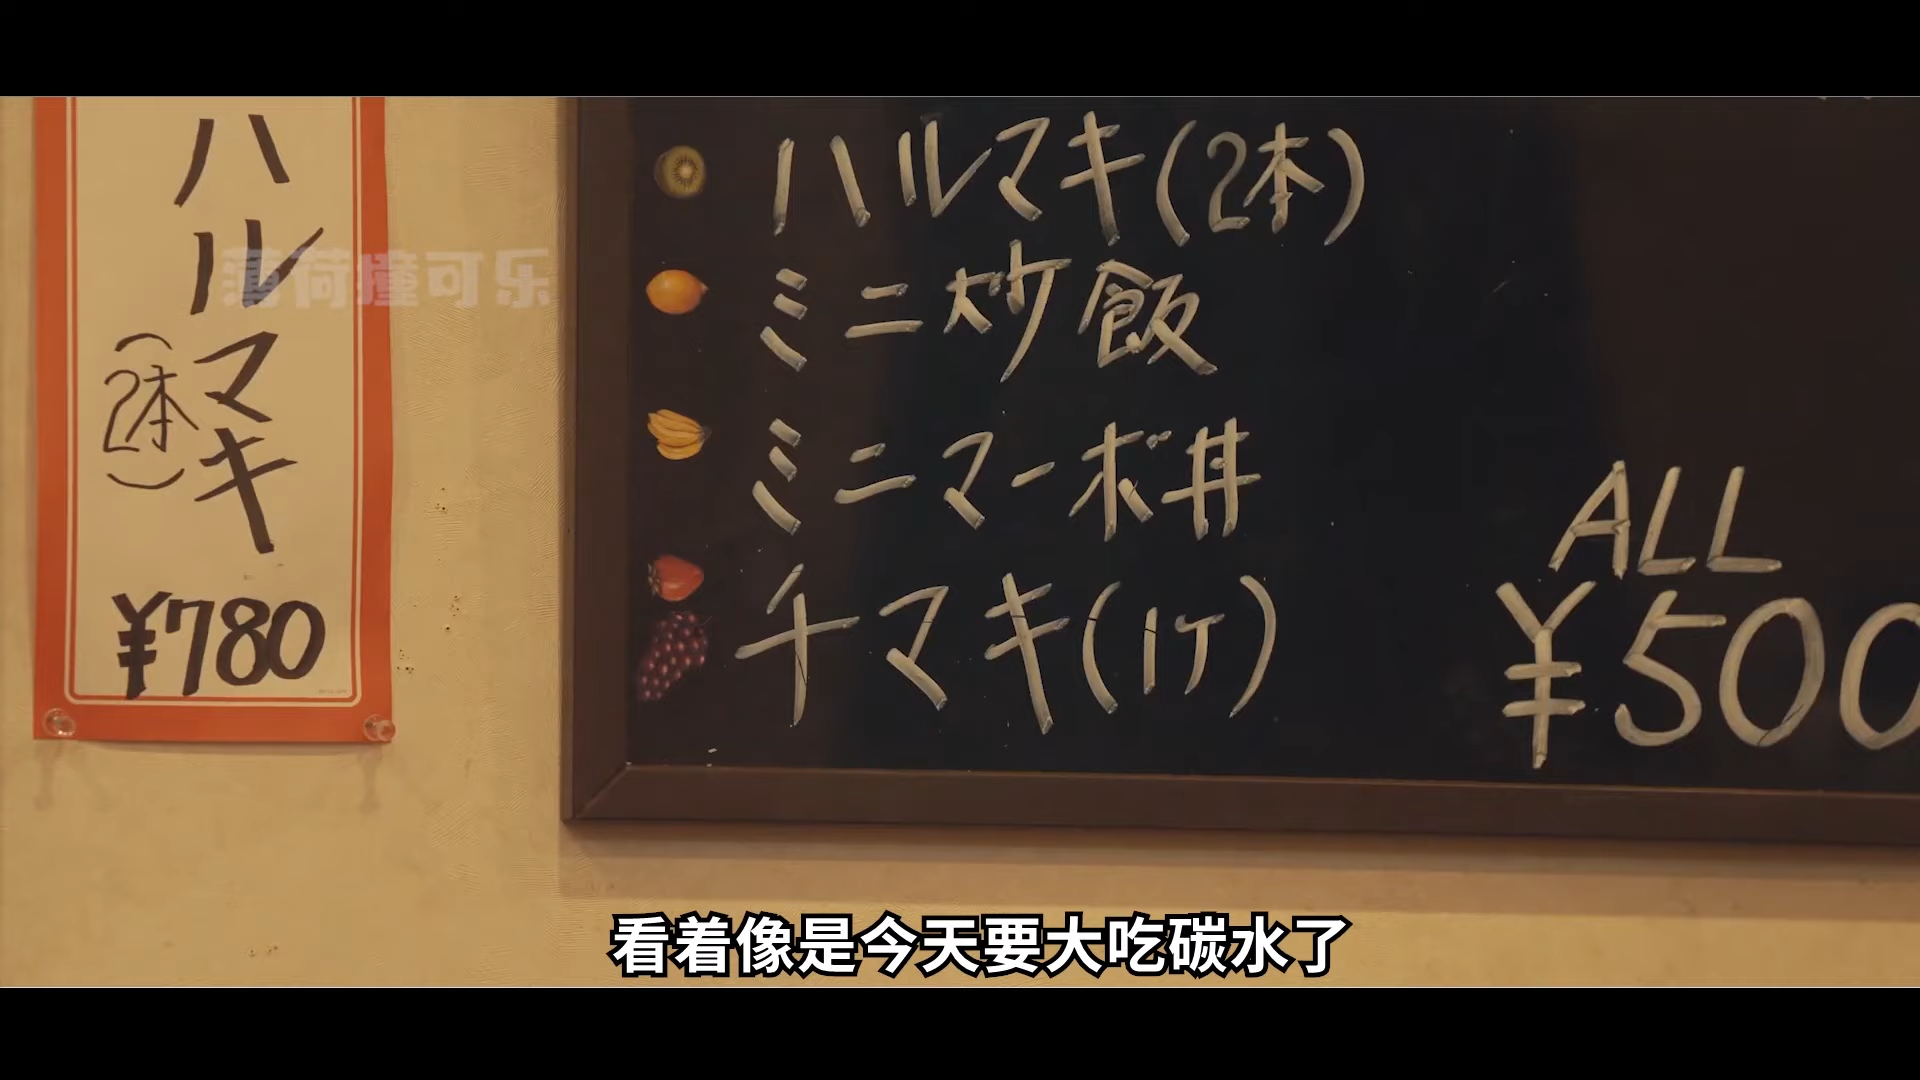 ハルマキ
(2本)
¥780
薄荷撞可乐
ハルマキ(2本)
ミニ炒飯
ミニマーボ丼
チマキ(1ケ)
ALL
¥500
看着像是今天要大吃碳水了